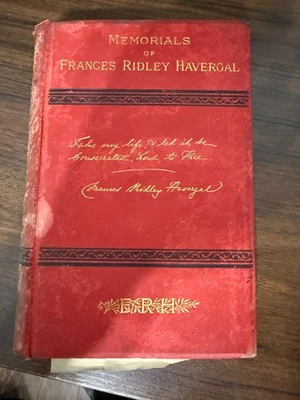 MEMORIALS
OF
FRANCES RIDLEY HAVERGAL
Take my life, & let it be
Consecrated, Lord, to Thee.
Frances Ridley Havergal
F.R.H